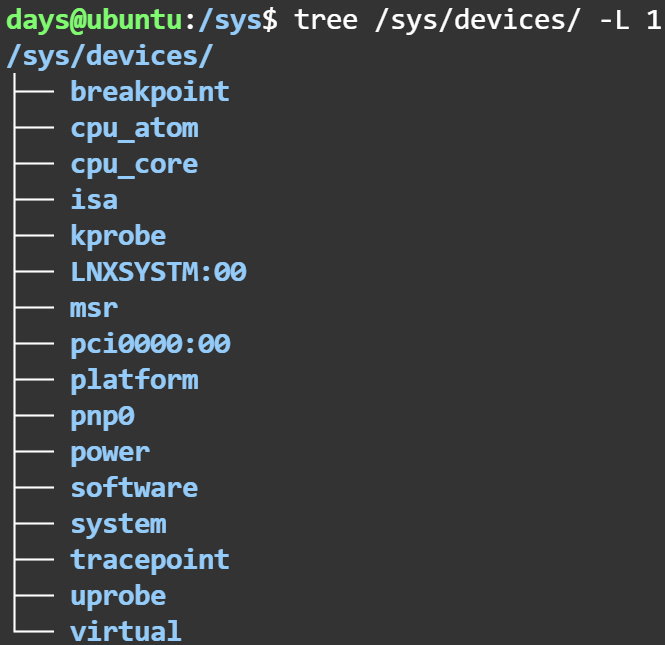 days@ubuntu:/sys$ tree /sys/devices/ -L 1
/sys/devices/
├── breakpoint
├── cpu_atom
├── cpu_core
├── isa
├── kprobe
├── LNXSYSTM:00
├── msr
├── pci0000:00
├── platform
├── pnp0
├── power
├── software
├── system
├── tracepoint
├── uprobe
└── virtual